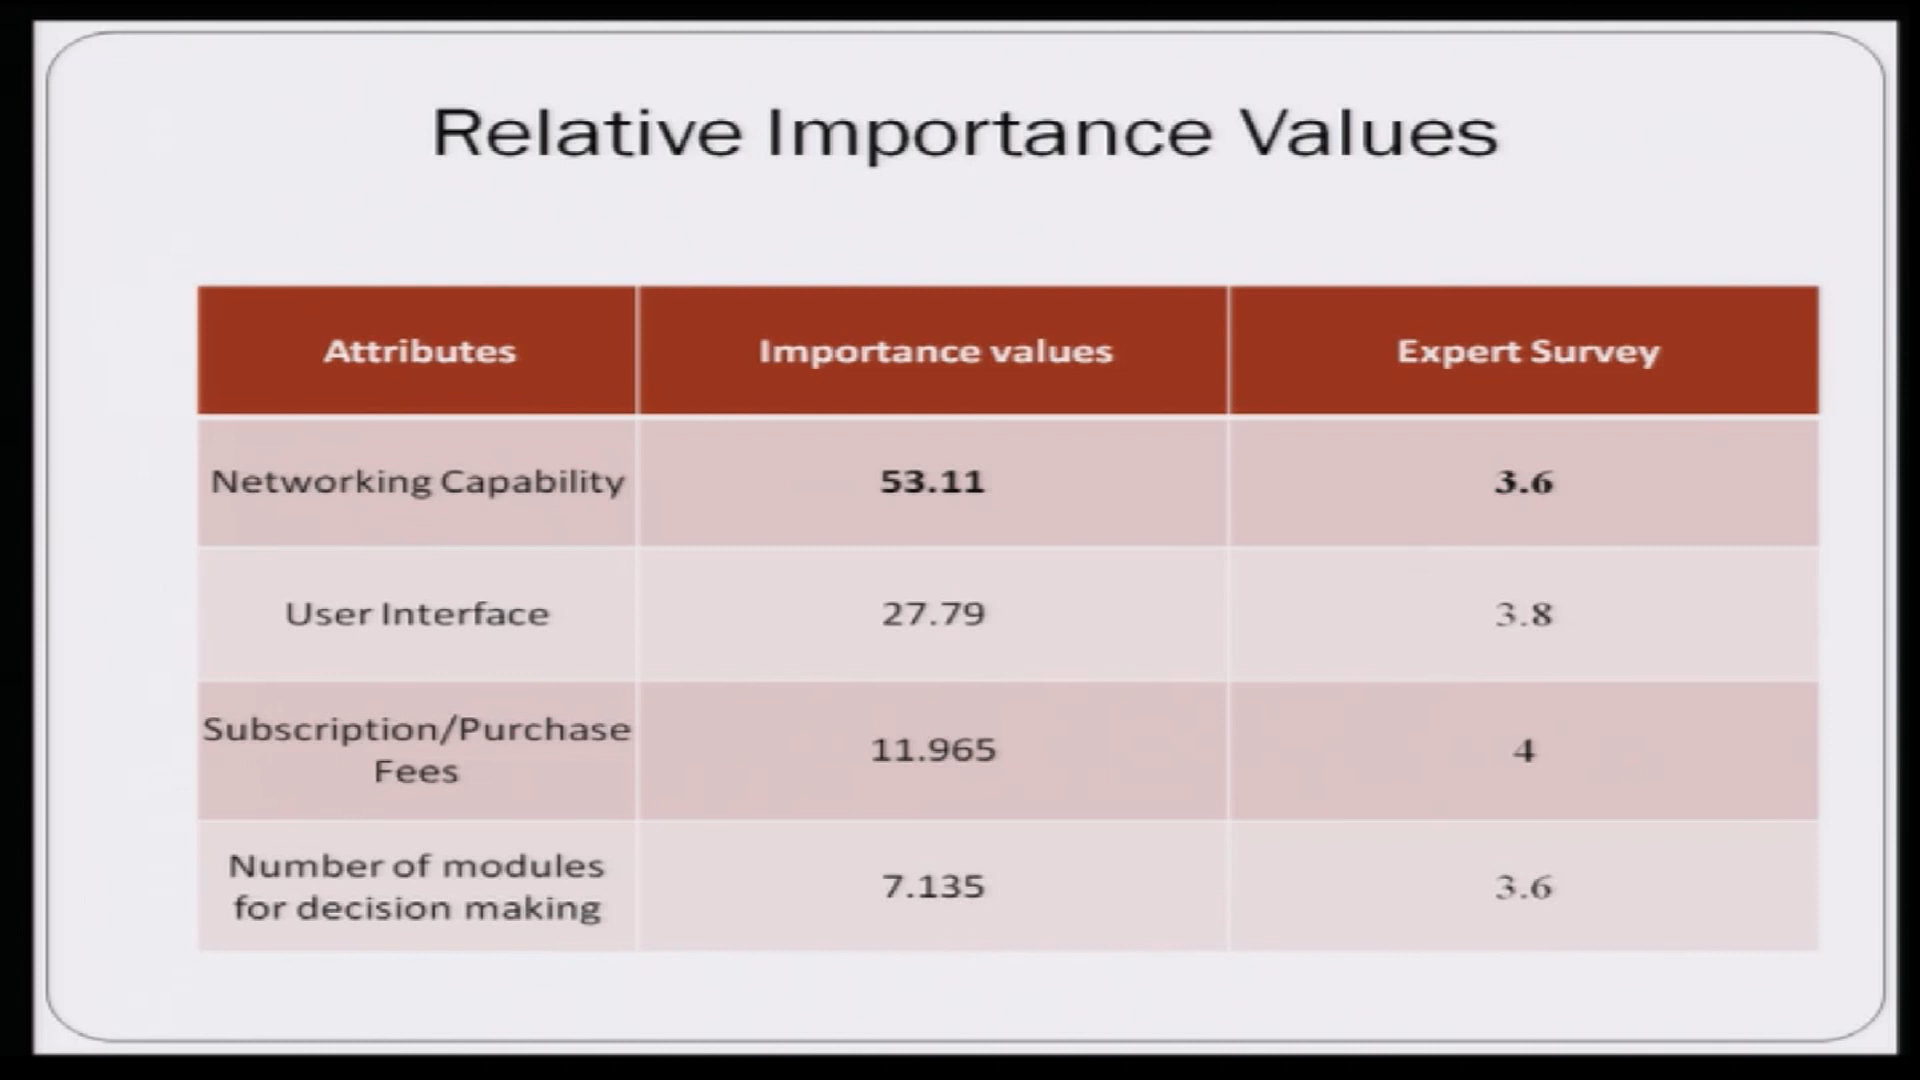 Relative Importance Values
Attributes Importance values Expert Survey
Networking Capability 53.11 3.6
User Interface 27.79 3.8
Subscription/Purchase
Fees 11.965 4
Number of modules
for decision making 7.135 3.6